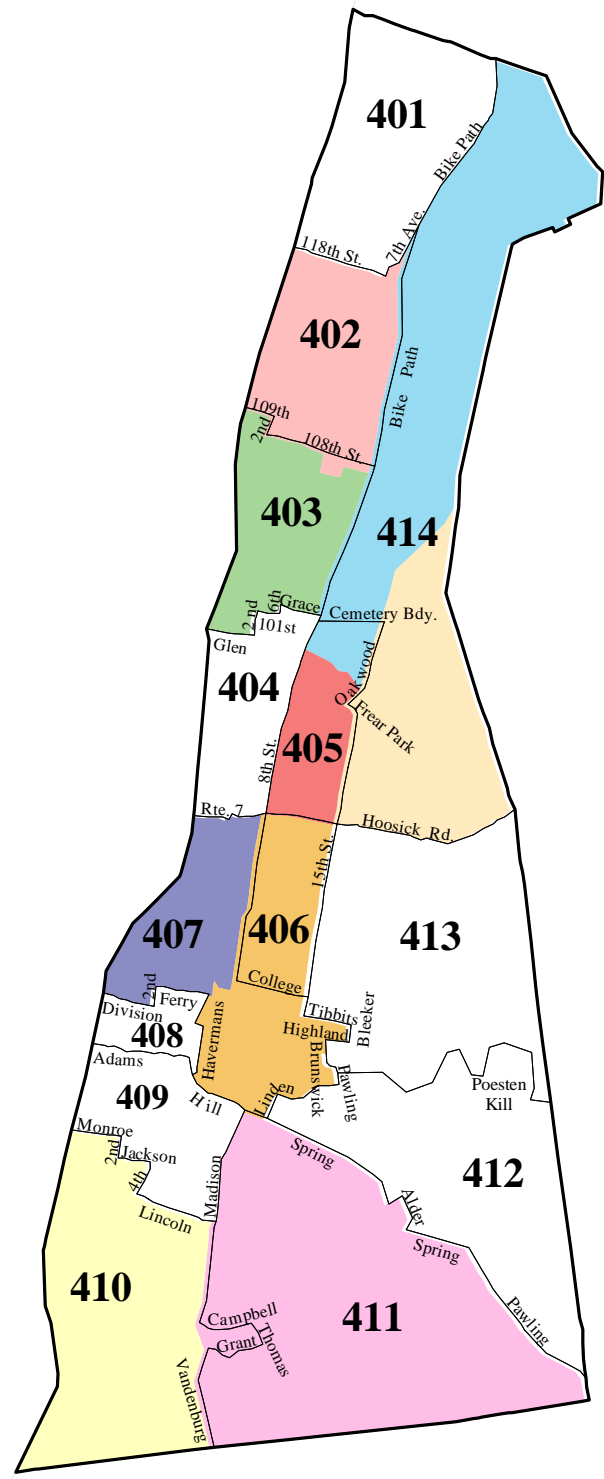 401
Bike Path
7th Ave.
118th St.
402
Bike Path
109th
2nd
108th St.
403
414
6th
Grace
2nd
101st
Cemetery Bdy.
Glen
Oakwood
404
Frear Park
405
8th St.
Rte. 7
Hoosick Rd.
15th St.
407
406
413
College
2nd
Ferry
Division
Tibbits
Bleeker
408
Highland
Havermans
Brunswick
Adams
Pawling
Poesten
Kill
409
Linden
Hill
Monroe
2nd
Jackson
Spring
412
4th
Madison
Lincoln
Alder
Spring
410
411
Campbell
Grant
Thomas
Pawling
Vandenburg